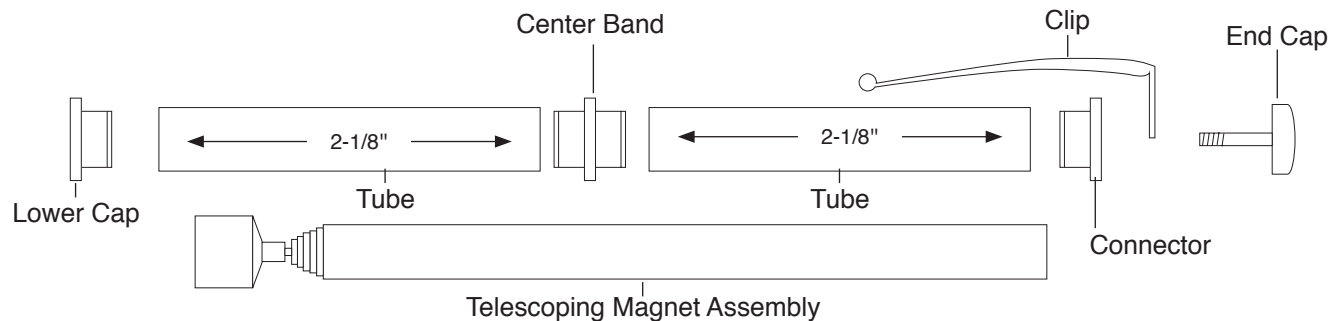 Center Band
Clip
End Cap
2-1/8"
2-1/8"
Lower Cap
Tube
Tube
Connector
Telescoping Magnet Assembly